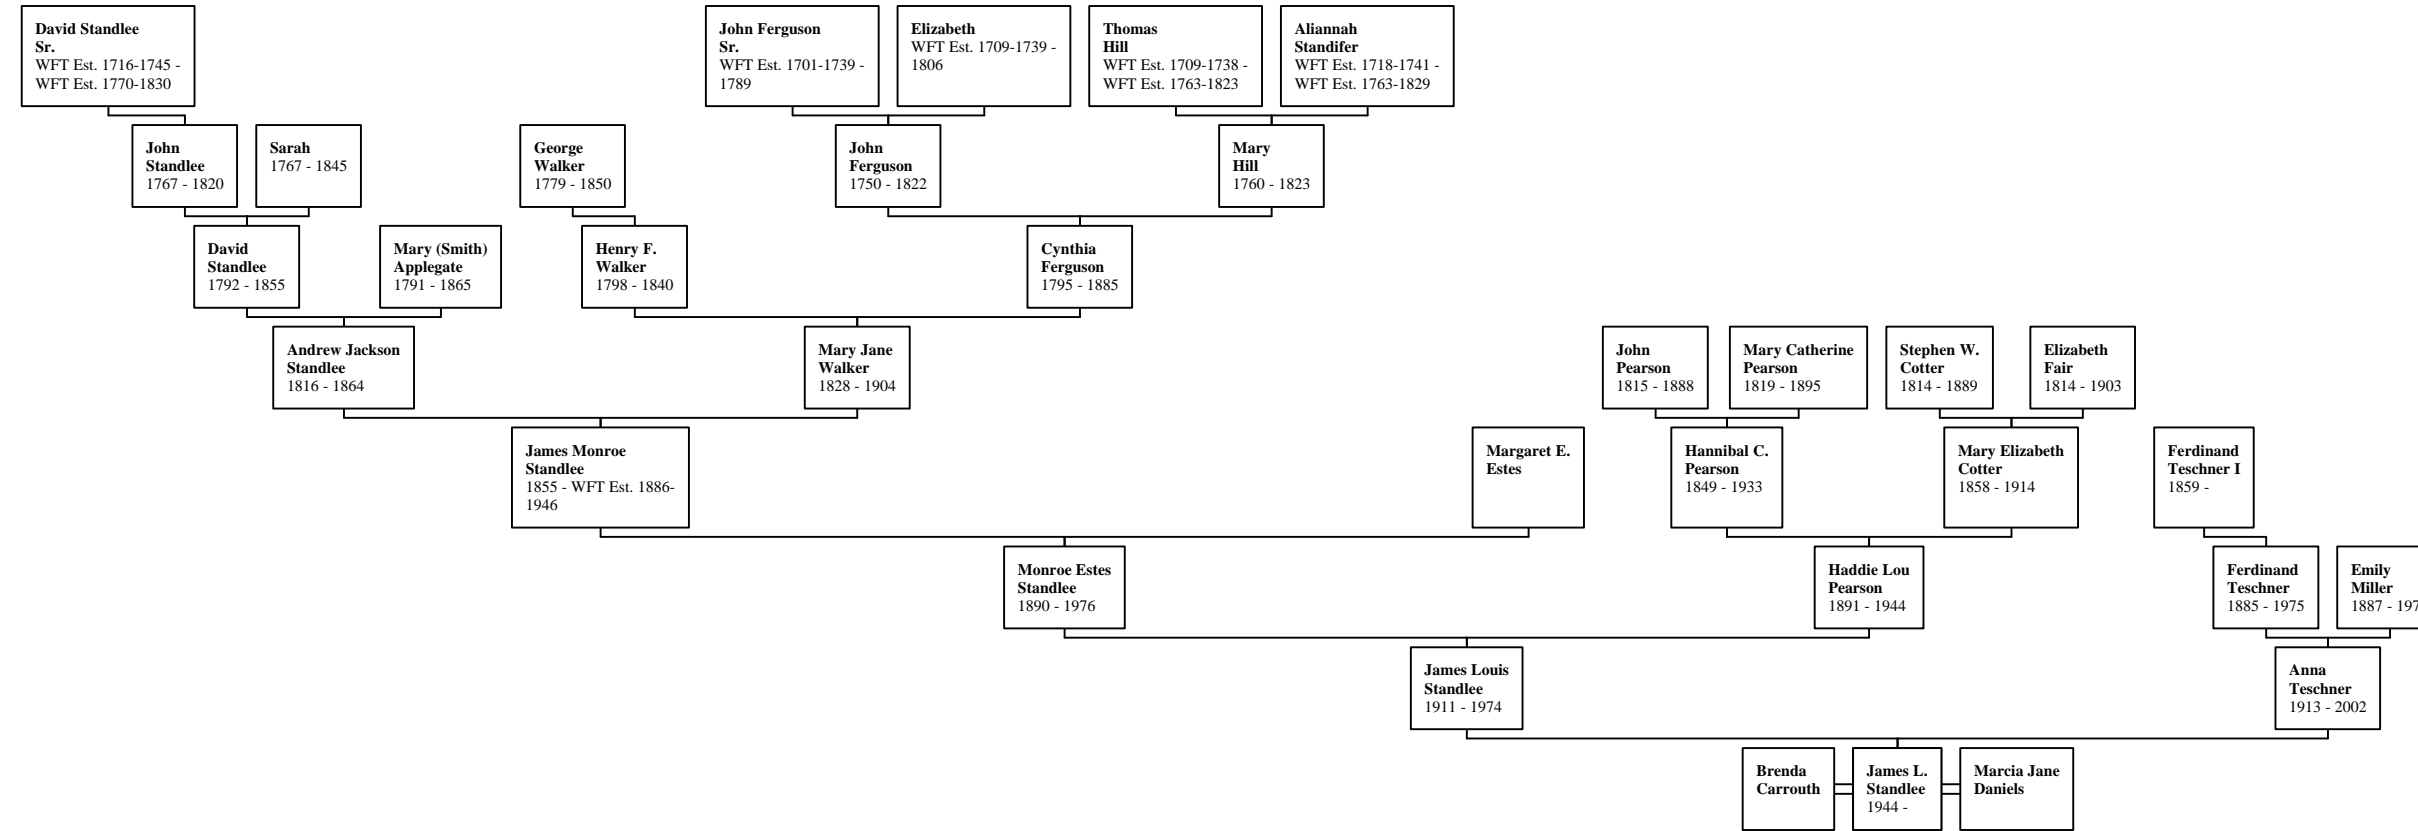 David Standlee
Sr.
WFT Est. 1716-1745 -
WFT Est. 1770-1830
John Ferguson
Sr.
WFT Est. 1701-1739 -
1789
Elizabeth
WFT Est. 1709-1739 -
1806
Thomas
Hill
WFT Est. 1709-1738 -
WFT Est. 1763-1823
Aliannah
Standifer
WFT Est. 1718-1741 -
WFT Est. 1763-1829
John
Standlee
1767 - 1820
Sarah
1767 - 1845
George
Walker
1779 - 1850
John
Ferguson
1750 - 1822
Mary
Hill
1760 - 1823
David
Standlee
1792 - 1855
Mary (Smith)
Applegate
1791 - 1865
Henry F.
Walker
1798 - 1840
Cynthia
Ferguson
1795 - 1885
Andrew Jackson
Standlee
1816 - 1864
Mary Jane
Walker
1828 - 1904
John
Pearson
1815 - 1888
Mary Catherine
Pearson
1819 - 1895
Stephen W.
Cotter
1814 - 1889
Elizabeth
Fair
1814 - 1903
James Monroe
Standlee
1855 - WFT Est. 1886-
1946
Margaret E.
Estes
Hannibal C.
Pearson
1849 - 1933
Mary Elizabeth
Cotter
1858 - 1914
Ferdinand
Teschner I
1859 -
Monroe Estes
Standlee
1890 - 1976
Haddie Lou
Pearson
1891 - 1944
Ferdinand
Teschner
1885 - 1975
Emily
Miller
1887 - 197
James Louis
Standlee
1911 - 1974
Anna
Teschner
1913 - 2002
Brenda
Carrouth
James L.
Standlee
1944 -
Marcia Jane
Daniels